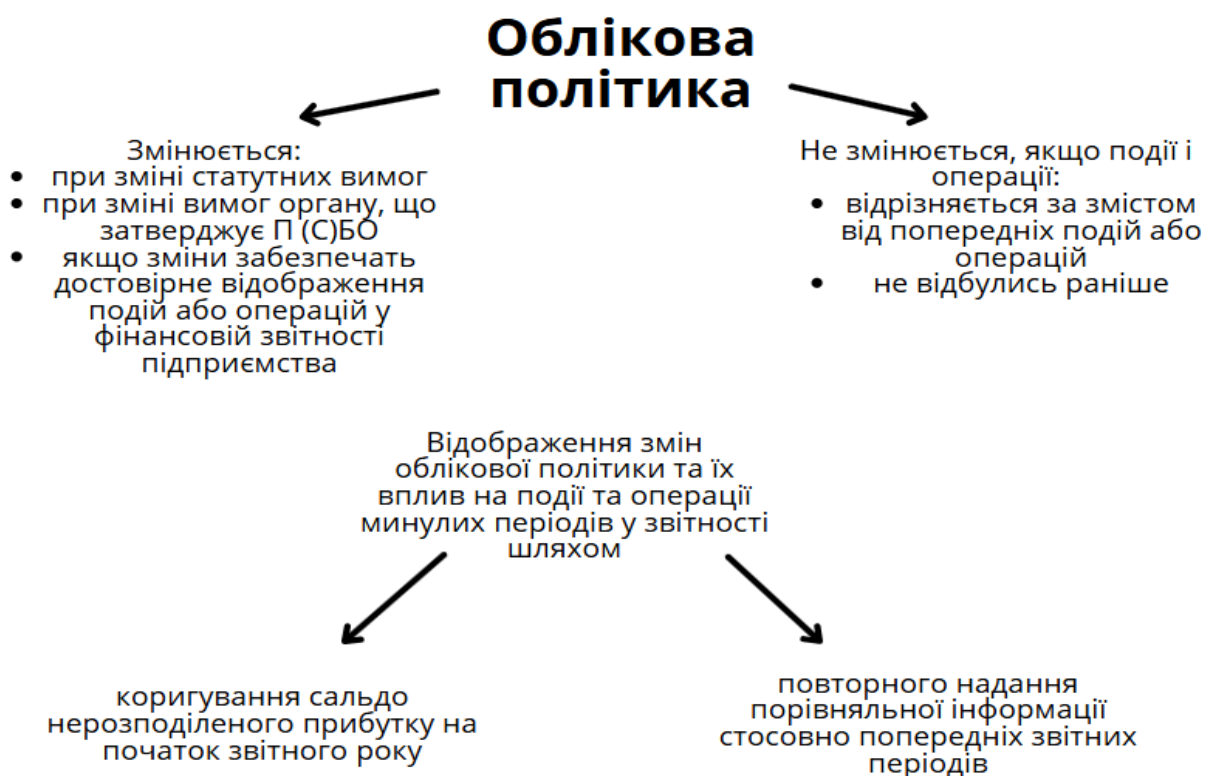 Облікова
політика
Змінюється:
• при зміні статутних вимог
• при зміні вимог органу, що
затверджує П (С)БО
• якщо зміни забезпечать
достовірне відображення
подій або операцій у
фінансовій звітності
підприємства
Не змінюється, якщо події і
операції:
• відрізняється за змістом
від попередніх подій або
операцій
• не відбулись раніше
Відображення змін
облікової політики та їх
вплив на події та операції
минулих періодів у звітності
шляхом
коригування сальдо
нерозподіленого прибутку на
початок звітного року
повторного надання
порівняльної інформації
стосовно попередніх звітних
періодів